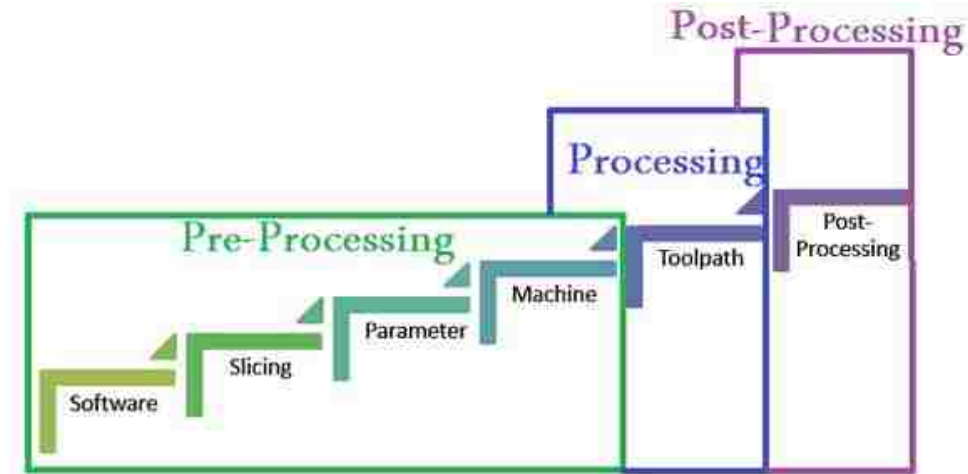 Post-Processing
Processing
Pre-Processing
Post-
Processing
Toolpath
Machine
Parameter
Slicing
Software